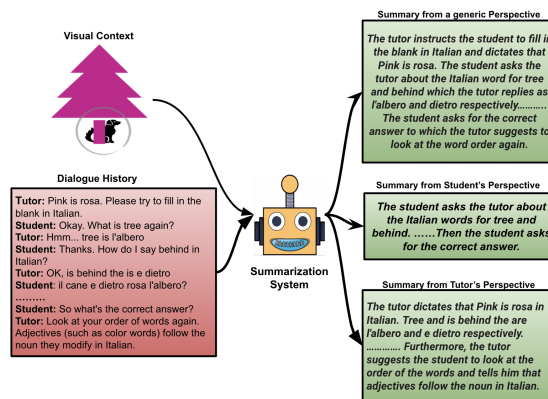 Visual Context
Dialogue History
Tutor: Pink is rosa. Please try to fill in the
blank in Italian.
Student: Okay. What is tree again?
Tutor: Hmm... tree is l'albero
Student: Thanks. How do I say behind in
Italian?
Tutor: OK, is behind the is e dietro
Student: il cane e dietro rosa l'albero?
.........
Student: So what's the correct answer?
Tutor: Look at your order of words again.
Adjectives (such as color words) follow the
noun they modify in Italian.
Summarization
System
Summary from a generic Perspective
The tutor instructs the student to fill in
the blank in Italian and dictates that
Pink is rosa. The student asks the
tutor about the Italian word for tree
and behind which the tutor replies as
l'albero and dietro respectively..........
The student asks for the correct
answer to which the tutor suggests to
look at the word order again.
Summary from Student's Perspective
The student asks the tutor about
the Italian words for tree and
behind. ......Then the student asks
for the correct answer.
Summary from Tutor's Perspective
The tutor dictates that Pink is rosa in
Italian. Tree and is behind the are
l'albero and e dietro respectively.
............. Furthermore, the tutor
suggests the student to look at the
order of the words and tells him that
adjectives follow the noun in Italian.